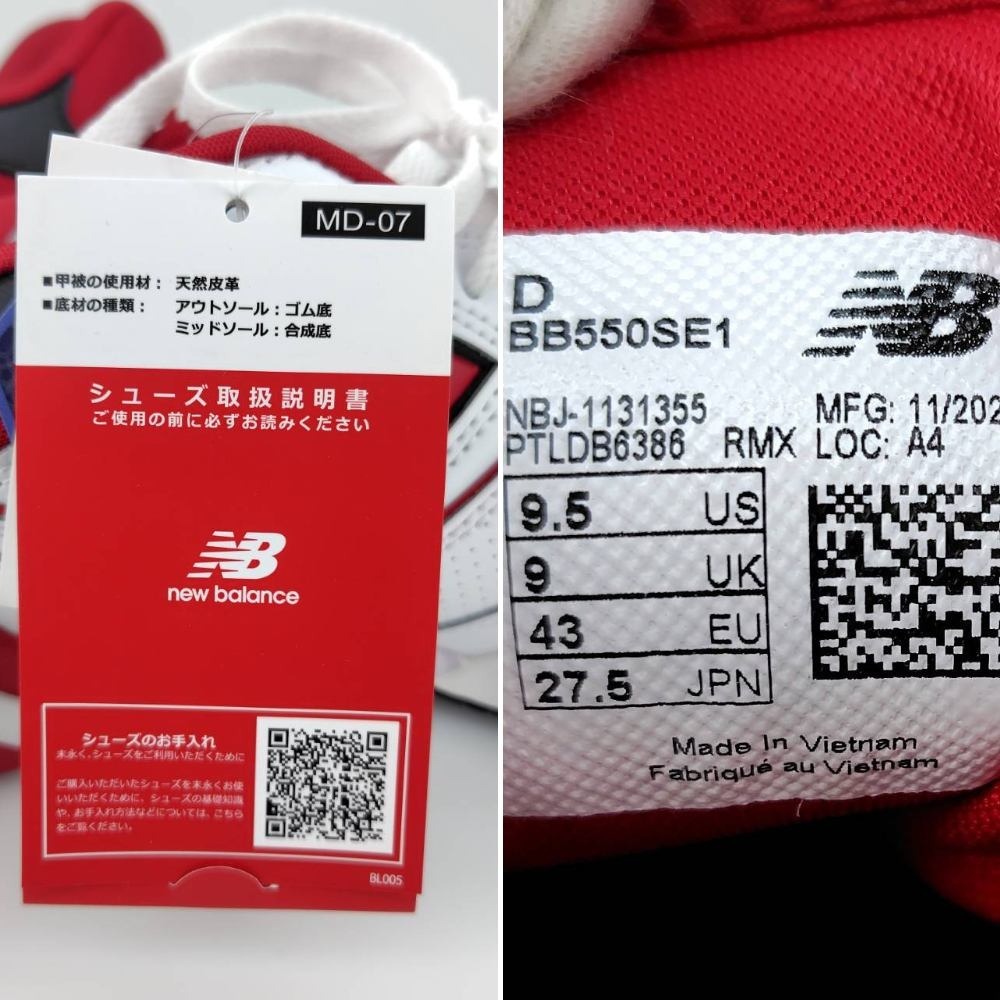 MD-07
■甲被の使用材： 天然皮革
■底材の種類： アウトソール：ゴム底
ミッドソール：合成底
シューズ取扱説明書
ご使用の前に必ずお読みください
NB
new balance
シューズのお手入れ
末永く、シューズをご利用いただくために
ご購入いただいたシューズを末永くお使
いいただくために、シューズの基礎知識
や、お手入れ方法などについては、こちら
をご覧ください。
BL005
D
BB550SE1
NB
NBJ-1131355 MFG: 11/202
PTLDB6386 RMX LOC: A4
9.5 US
9 UK
43 EU
27.5 JPN
Made In Vietnam
Fabriqué au Vietnam